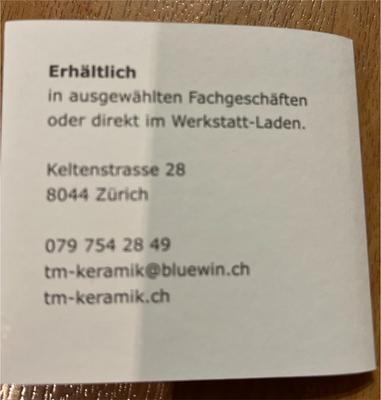 Erhältlich
in ausgewählten Fachgeschäften
oder direkt im Werkstatt-Laden.
Keltenstrasse 28
8044 Zürich
079 754 28 49
tm-keramik@bluewin.ch
tm-keramik.ch